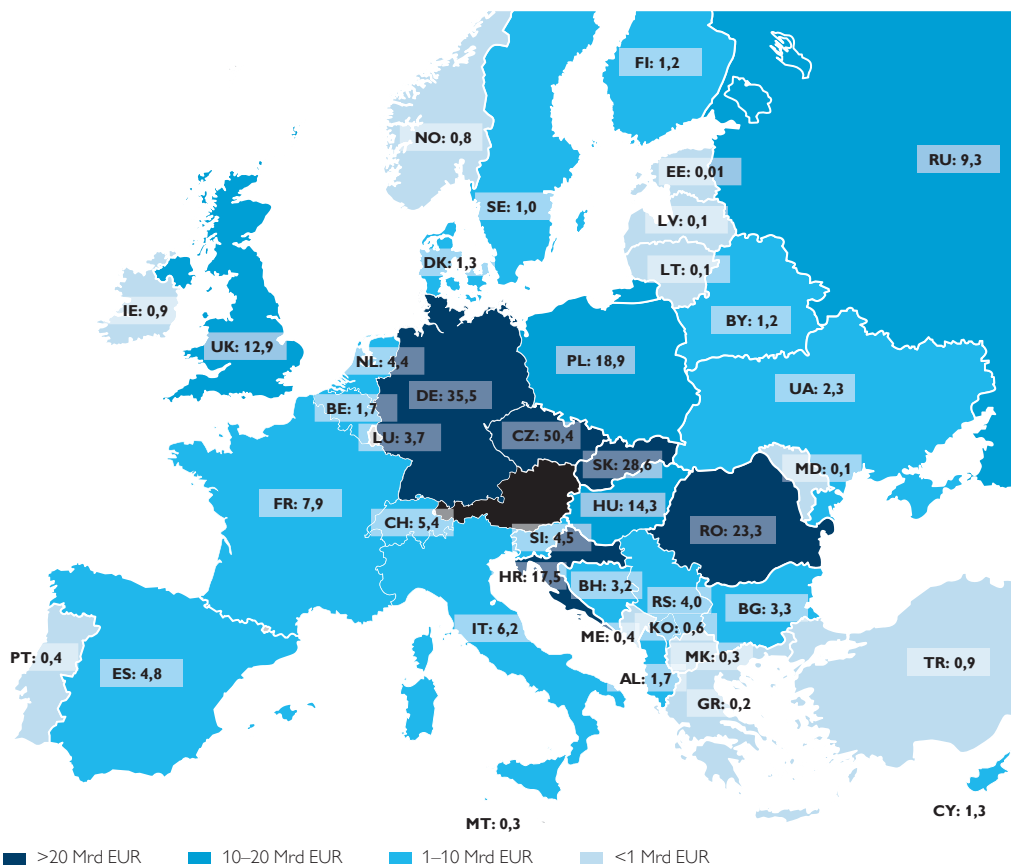 FI: 1,2
NO: 0,8
RU: 9,3
EE: 0,01
SE: 1,0
LV: 0,1
DK: 1,3
LT: 0,1
IE: 0,9
BY: 1,2
UK: 12,9
NL: 4,4
PL: 18,9
UA: 2,3
DE: 35,5
BE: 1,7
LU: 3,7
CZ: 50,4
SK: 28,6
MD: 0,1
FR: 7,9
HU: 14,3
CH: 5,4
RO: 23,3
SI: 4,5
HR: 17,5
BH: 3,2
RS: 4,0
BG: 3,3
IT: 6,2
KO: 0,6
ME: 0,4
PT: 0,4
MK: 0,3
TR: 0,9
ES: 4,8
AL: 1,7
GR: 0,2
CY: 1,3
MT: 0,3
>20 Mrd EUR
10–20 Mrd EUR
1–10 Mrd EUR
<1 Mrd EUR